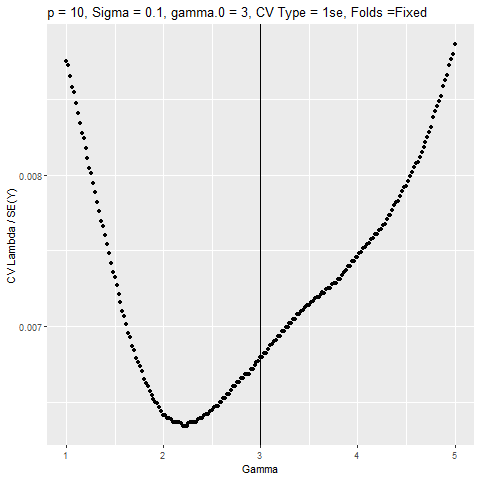 p = 10, Sigma = 0.1, gamma.0 = 3, CV Type = 1se, Folds =Fixed
CV Lambda / SE(Y)
0.008
0.007
1
2
3
4
5
Gamma